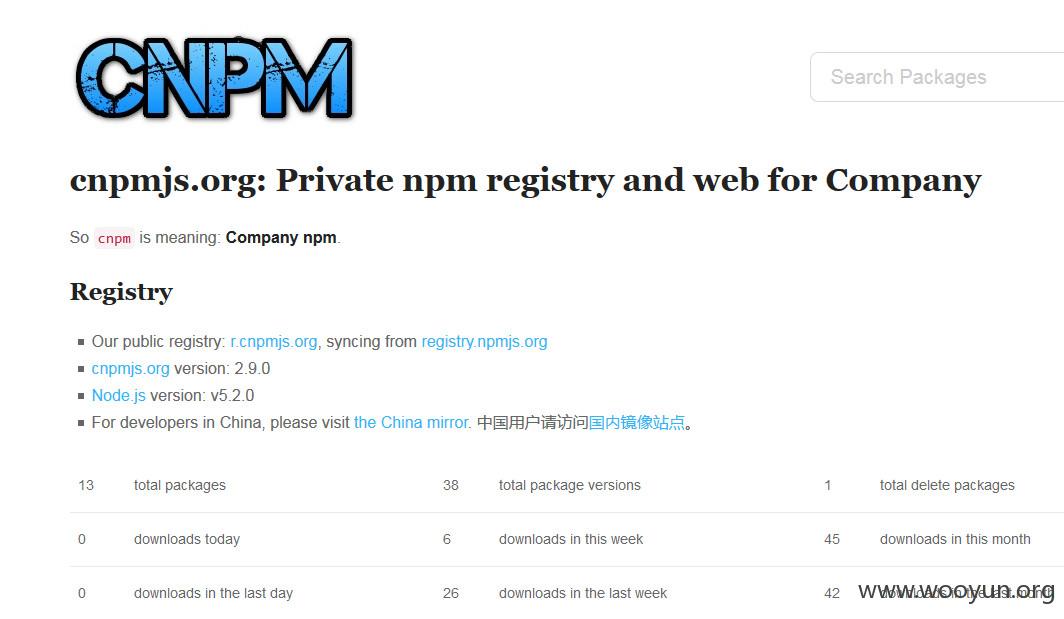 CNPM
Search Packages
cnpmjs.org: Private npm registry and web for Company
So cnpm is meaning: Company npm.
Registry
Our public registry: r.cnpmjs.org, syncing from registry.npmjs.org
cnpmjs.org version: 2.9.0
Node.js version: v5.2.0
For developers in China, please visit the China mirror. 中国用户请访问国内镜像站点。
13 total packages 38 total package versions 1 total delete packages
0 downloads today 6 downloads in this week 45 downloads in this month
0 downloads in the last day 26 downloads in the last week 42 downloads in the last month
www.wooyun.org